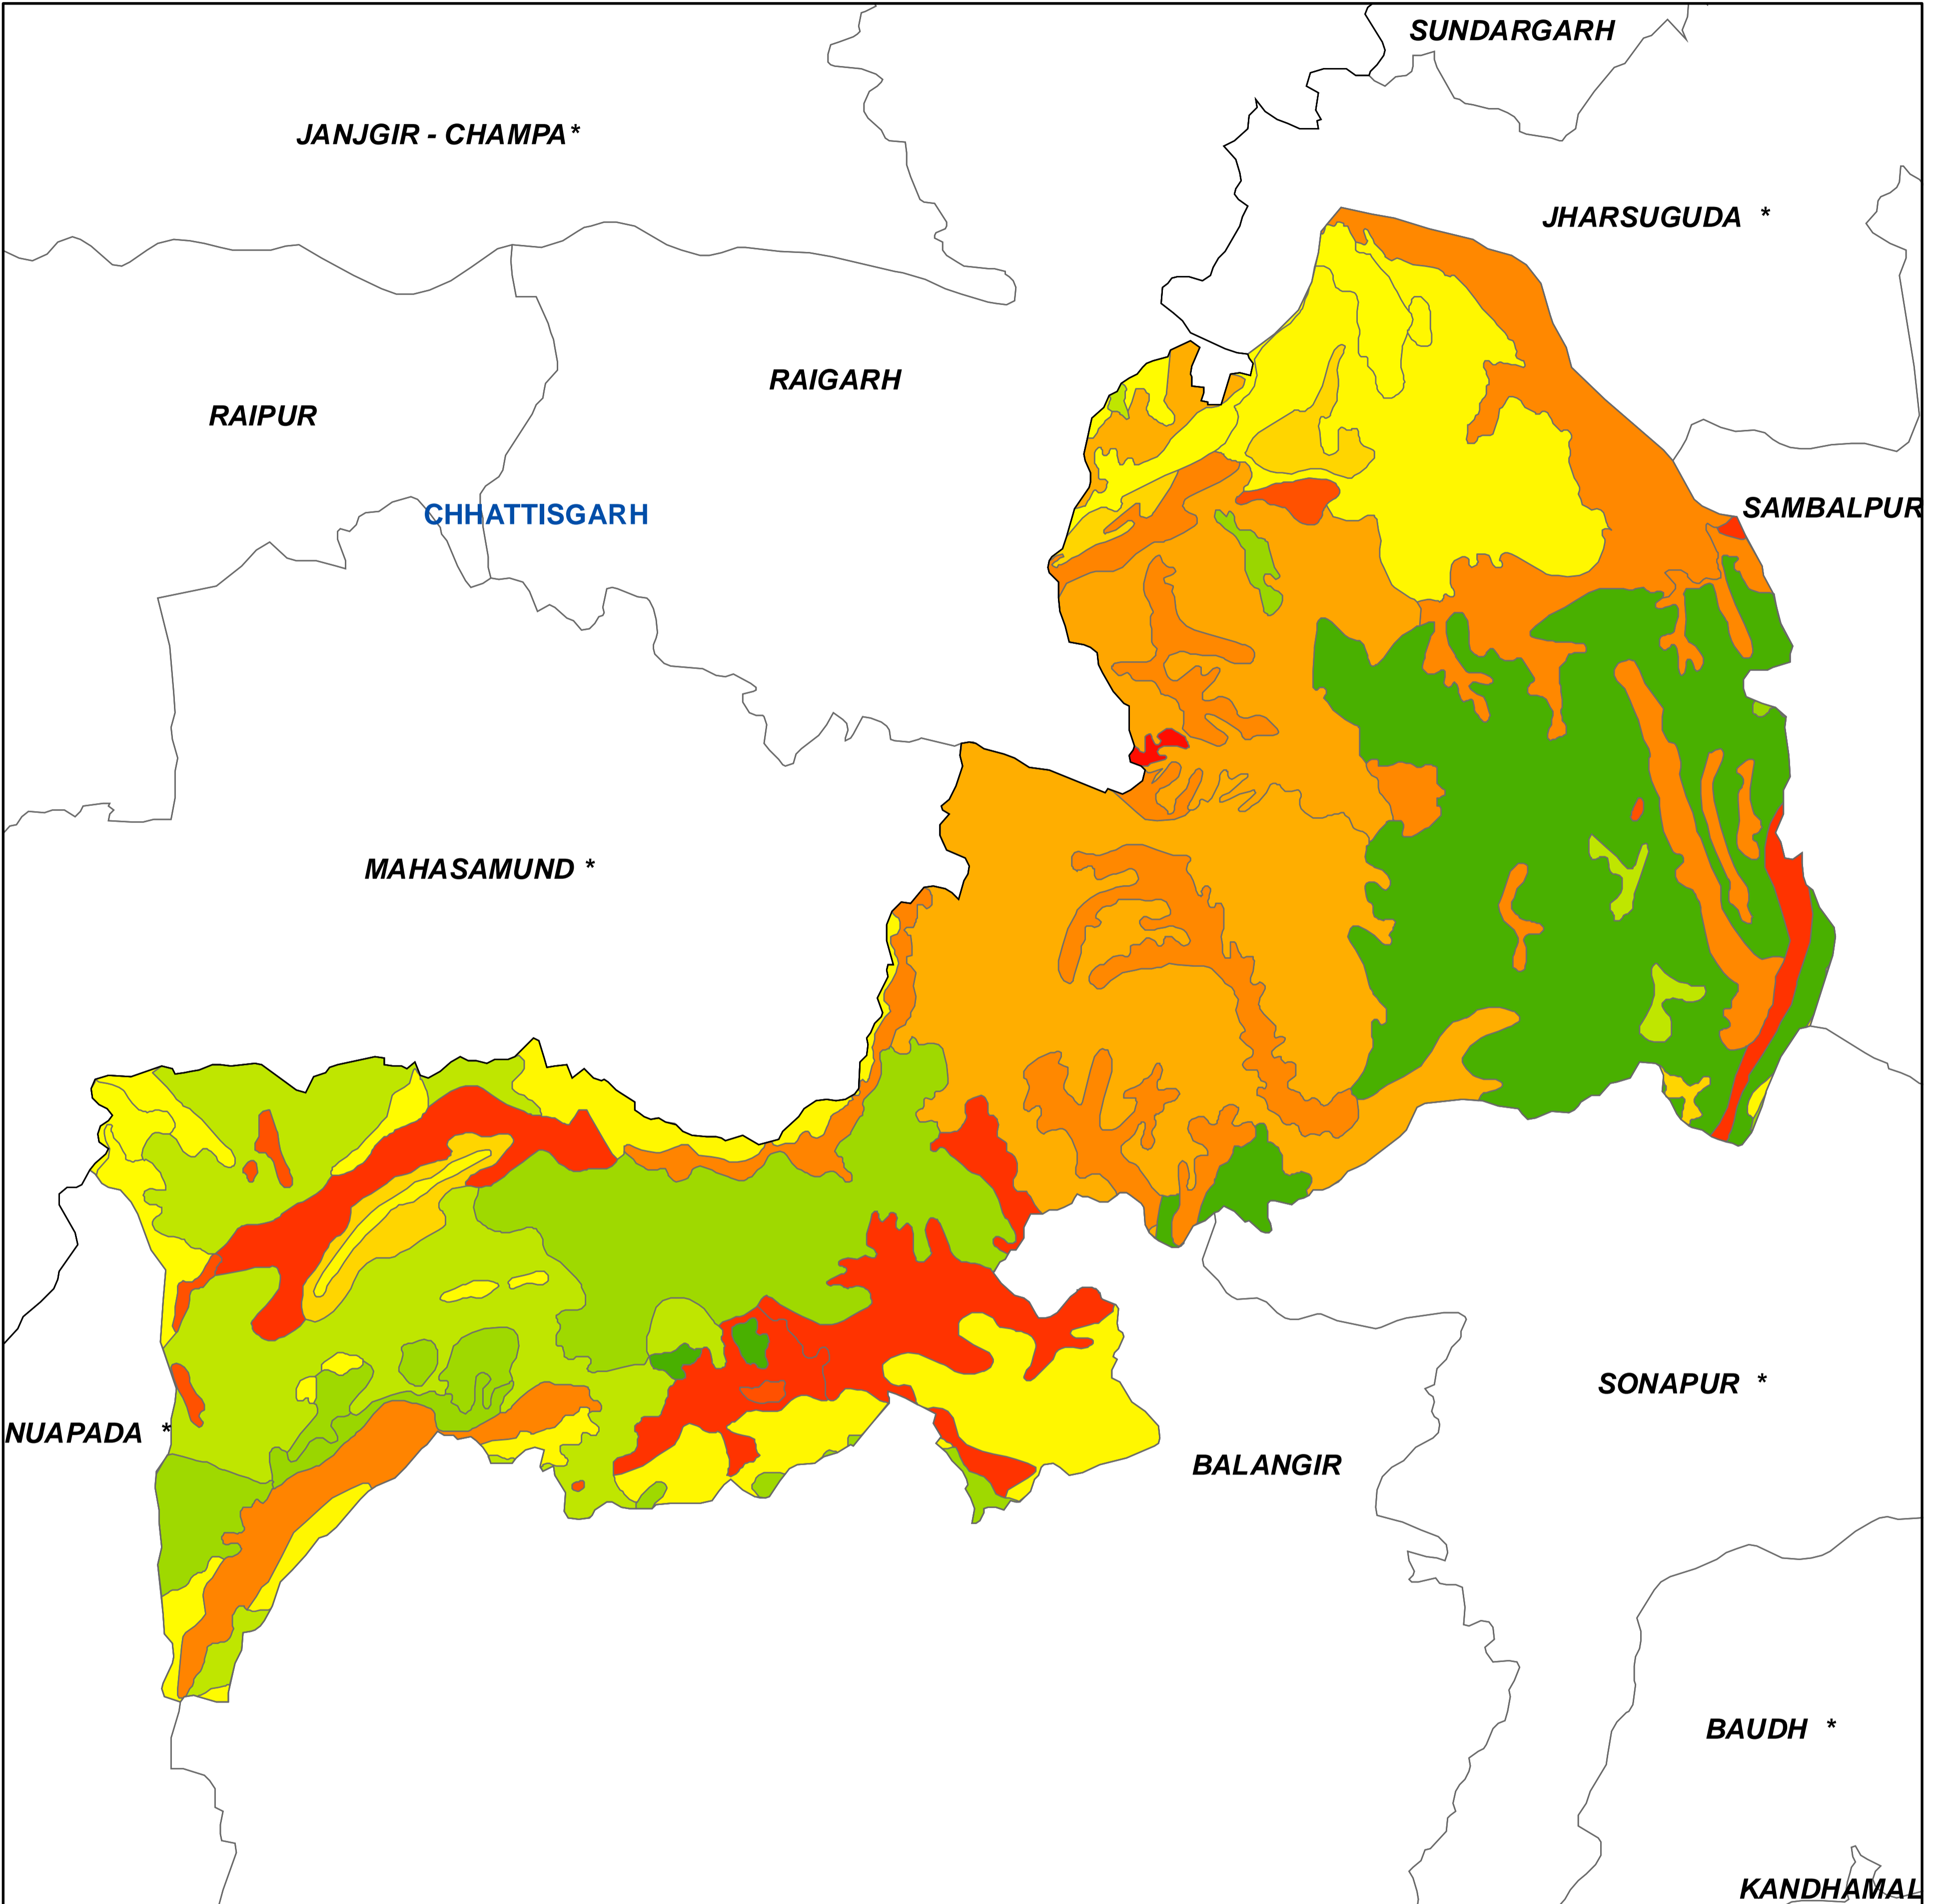 SUNDARGARH
JANJGIR - CHAMPA*
JHARSUGUDA *
RAIGARH
RAIPUR
SAMBALPUR
CHHATTISGARH
MAHASAMUND *
SONAPUR *
NUAPADA *
BALANGIR
BAUDH *
KANDHAMAL